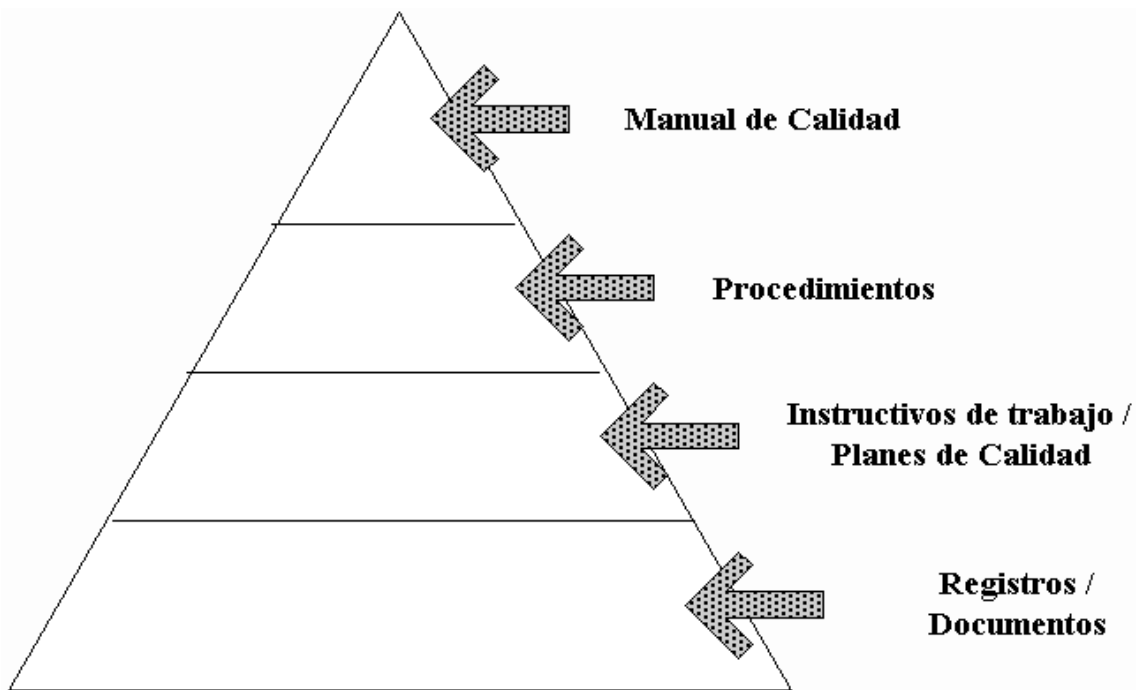 Manual de Calidad
Procedimientos
Instructivos de trabajo /
Planes de Calidad
Registros /
Documentos